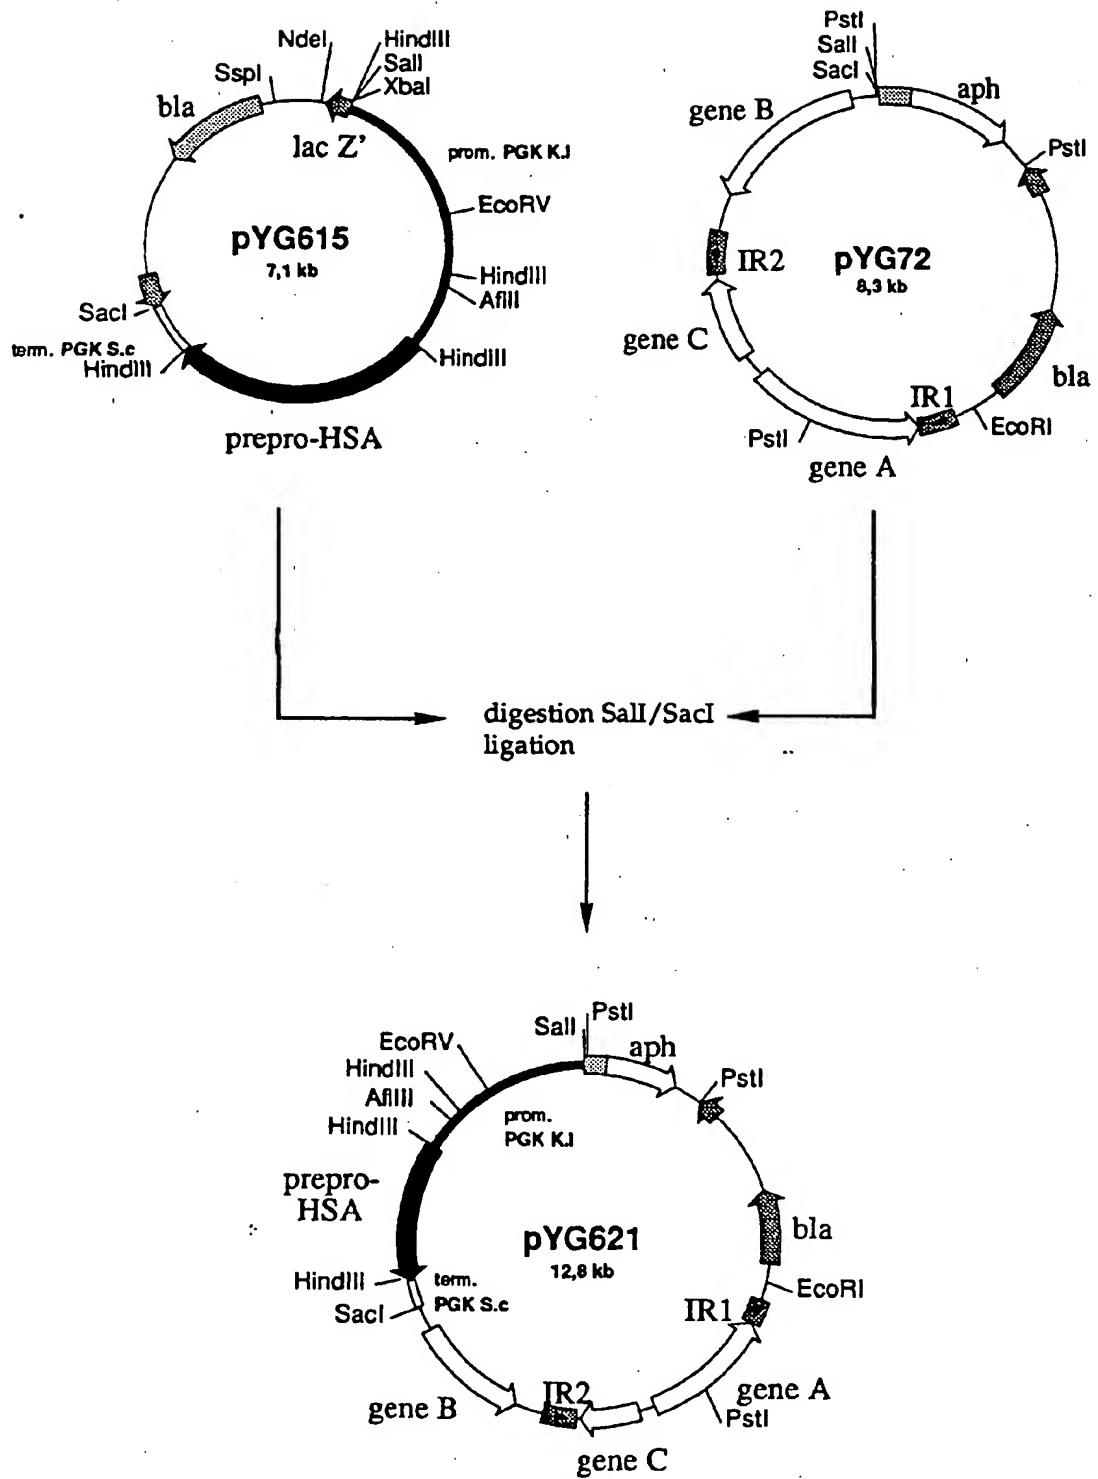 NdeI
HindIII
SalI
XbaI
SspI
bla
lac Z'
prom. PGK K.l
EcoRV
pYG615
7,1 kb
HindIII
AflII
SacI
term. PGK S.c
HindIII
HindIII
prepro-HSA
PstI
SalI
SacI
aph
gene B
PstI
IR2
pYG72
8,3 kb
gene C
bla
IR1
EcoRI
PstI
gene A
digestion SalI/SacI
ligation
SalI
PstI
EcoRV
aph
HindIII
PstI
AflIII
HindIII
prom.
PGK K.l
prepro-
HSA
bla
pYG621
12,8 kb
HindIII
term.
PGK S.c
EcoRI
SacI
IR1
gene B
IR2
gene A
PstI
gene C